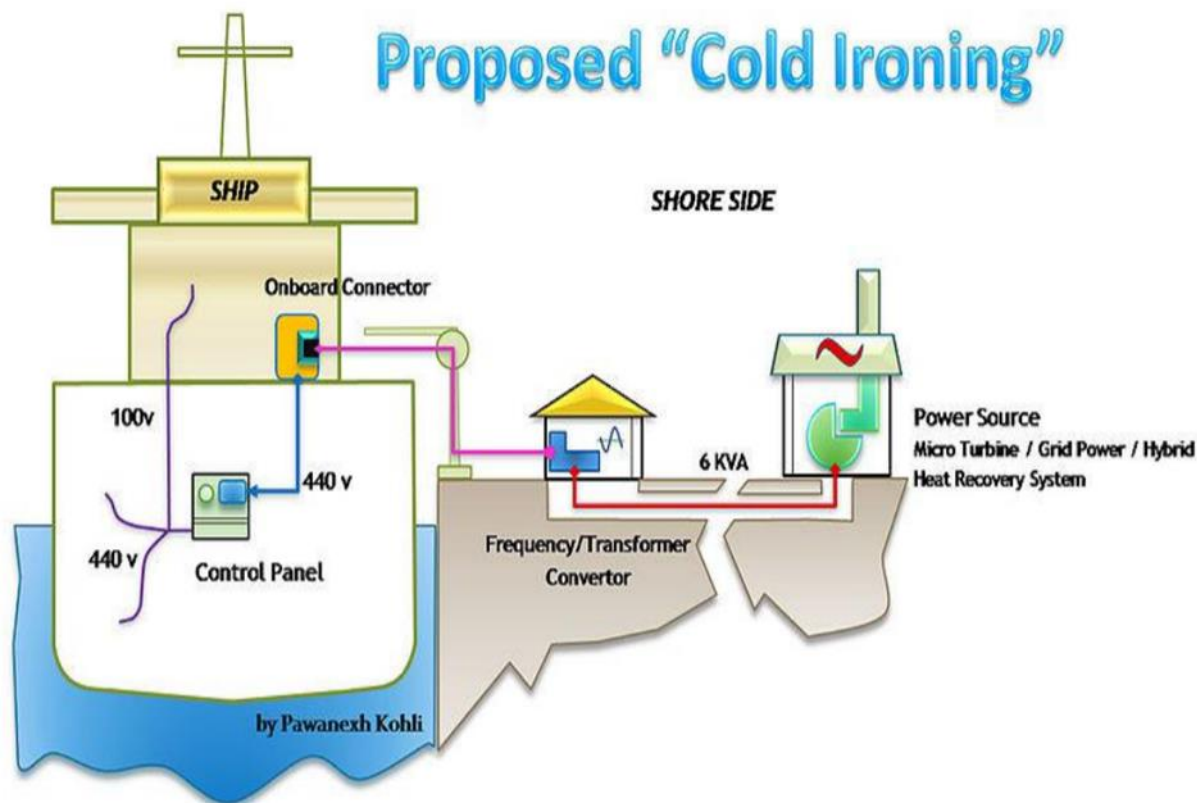 Proposed “Cold Ironing”
SHIP
SHORE SIDE
Onboard Connector
100v
440 v
440 v
Control Panel
6 KVA
Frequency/Transformer
Convertor
Power Source
Micro Turbine / Grid Power / Hybrid
Heat Recovery System
by Pawanexh Kohli